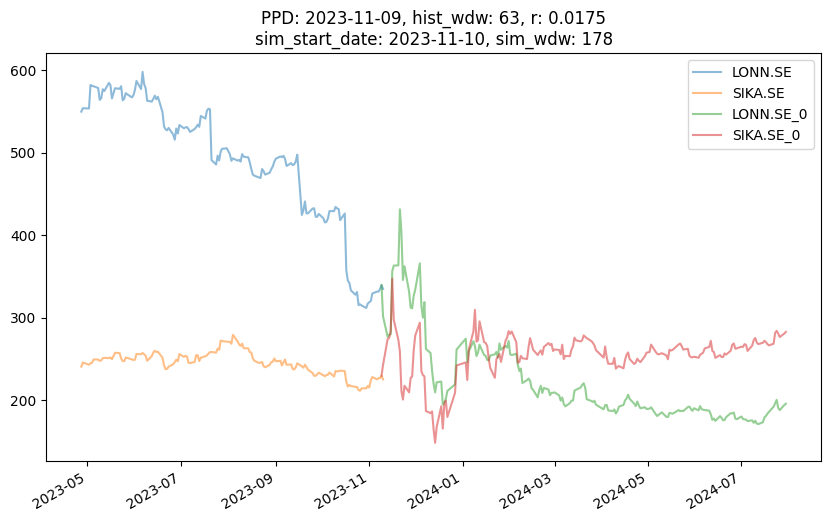 PPD: 2023-11-09, hist_wdw: 63, r: 0.0175
sim_start_date: 2023-11-10, sim_wdw: 178
LONN.SE
SIKA.SE
LONN.SE_0
SIKA.SE_0
600
500
400
300
200
2023-05
2023-07
2023-09
2023-11
2024-01
2024-03
2024-05
2024-07